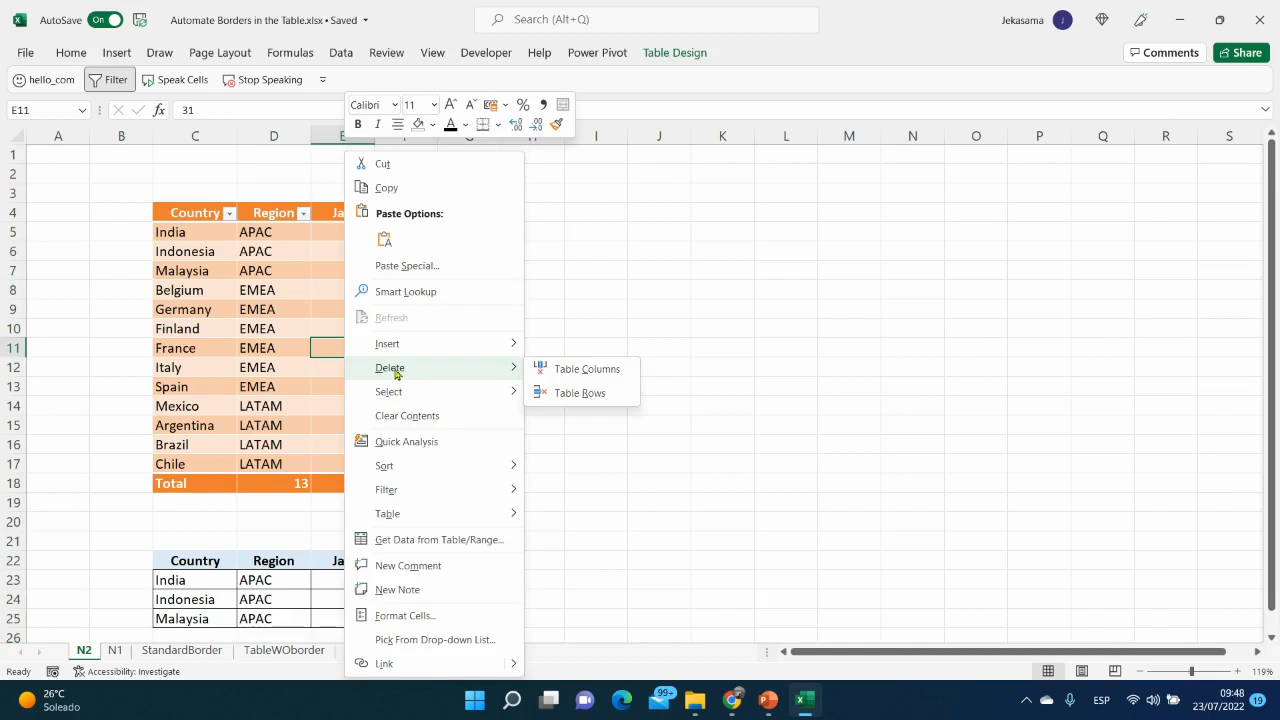 AutoSave On Automate Borders in the Table.xlsx • Saved Search (Alt+Q) Jekasama J
File Home Insert Draw Page Layout Formulas Data Review View Developer Help Power Pivot Table Design Comments Share
hello_com Filter Speak Cells Stop Speaking
E11 fx 31
Calibri 11
B I A
A B C D E I J K L M N O P Q R S
1
2
3
4 Country Region Ja
5 India APAC
6 Indonesia APAC
7 Malaysia APAC
8 Belgium EMEA
9 Germany EMEA
10 Finland EMEA
11 France EMEA
12 Italy EMEA
13 Spain EMEA
14 Mexico LATAM
15 Argentina LATAM
16 Brazil LATAM
17 Chile LATAM
18 Total 13
19
20
21
22 Country Region Ja
23 India APAC
24 Indonesia APAC
25 Malaysia APAC
26
Cut
Copy
Paste Options:
Paste Special...
Smart Lookup
Refresh
Insert
Delete
Select
Clear Contents
Quick Analysis
Sort
Filter
Table
Get Data from Table/Range...
New Comment
New Note
Format Cells...
Pick From Drop-down List...
Link
Table Columns
Table Rows
N2 N1 StandardBorder TableWOborder
Ready Accessibility: Investigate 119%
26°C
Soleado
99+
ESP
09:48
23/07/2022
19